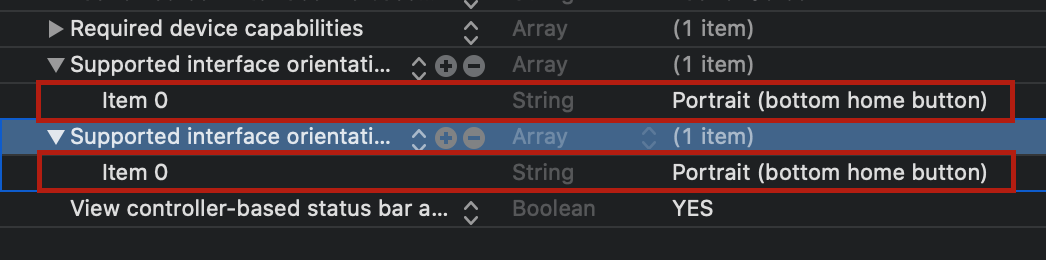 Required device capabilities Array (1 item)
Supported interface orientati... Array (1 item)
Item 0 String Portrait (bottom home button)
Supported interface orientati... Array (1 item)
Item 0 String Portrait (bottom home button)
View controller-based status bar a... Boolean YES